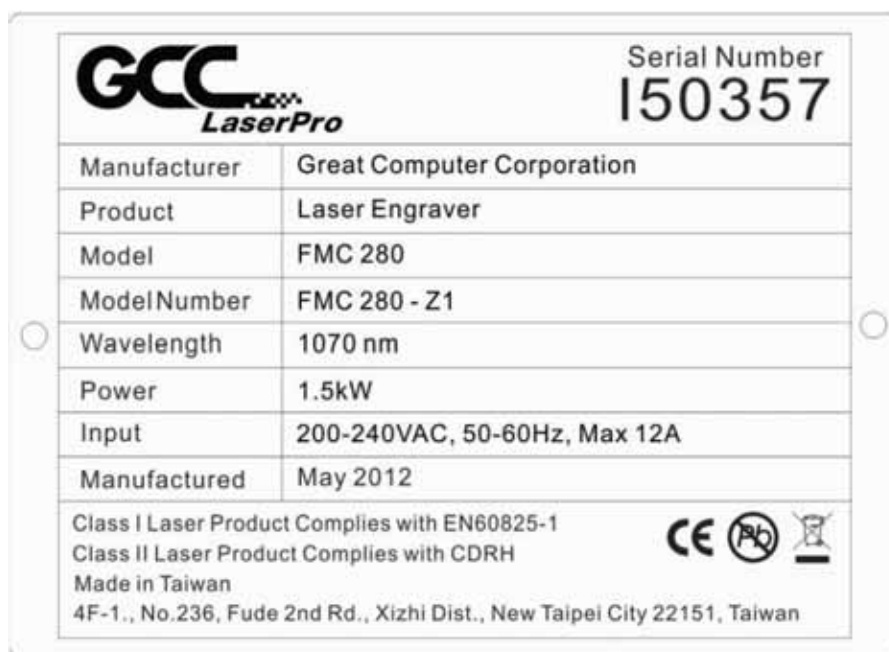 GCC
LaserPro
Serial Number
I50357
Manufacturer Great Computer Corporation
Product Laser Engraver
Model FMC 280
ModelNumber FMC 280 - Z1
Wavelength 1070 nm
Power 1.5kW
Input 200-240VAC, 50-60Hz, Max 12A
Manufactured May 2012
Class I Laser Product Complies with EN60825-1
Class II Laser Product Complies with CDRH
Made in Taiwan
4F-1., No.236, Fude 2nd Rd., Xizhi Dist., New Taipei City 22151, Taiwan
CE Pb